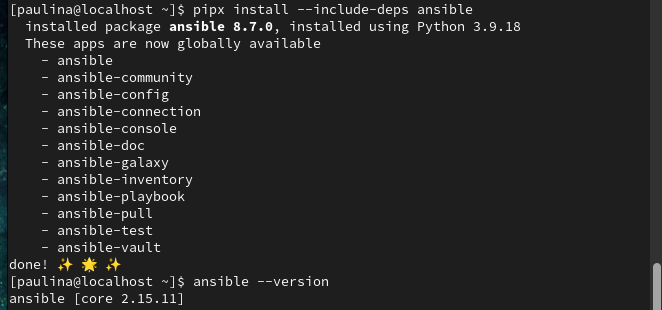 [paulina@localhost ~]$ pipx install --include-deps ansible
  installed package ansible 8.7.0, installed using Python 3.9.18
  These apps are now globally available
    - ansible
    - ansible-community
    - ansible-config
    - ansible-connection
    - ansible-console
    - ansible-doc
    - ansible-galaxy
    - ansible-inventory
    - ansible-playbook
    - ansible-pull
    - ansible-test
    - ansible-vault
done! ✨ 🌟 ✨
[paulina@localhost ~]$ ansible --version
ansible [core 2.15.11]